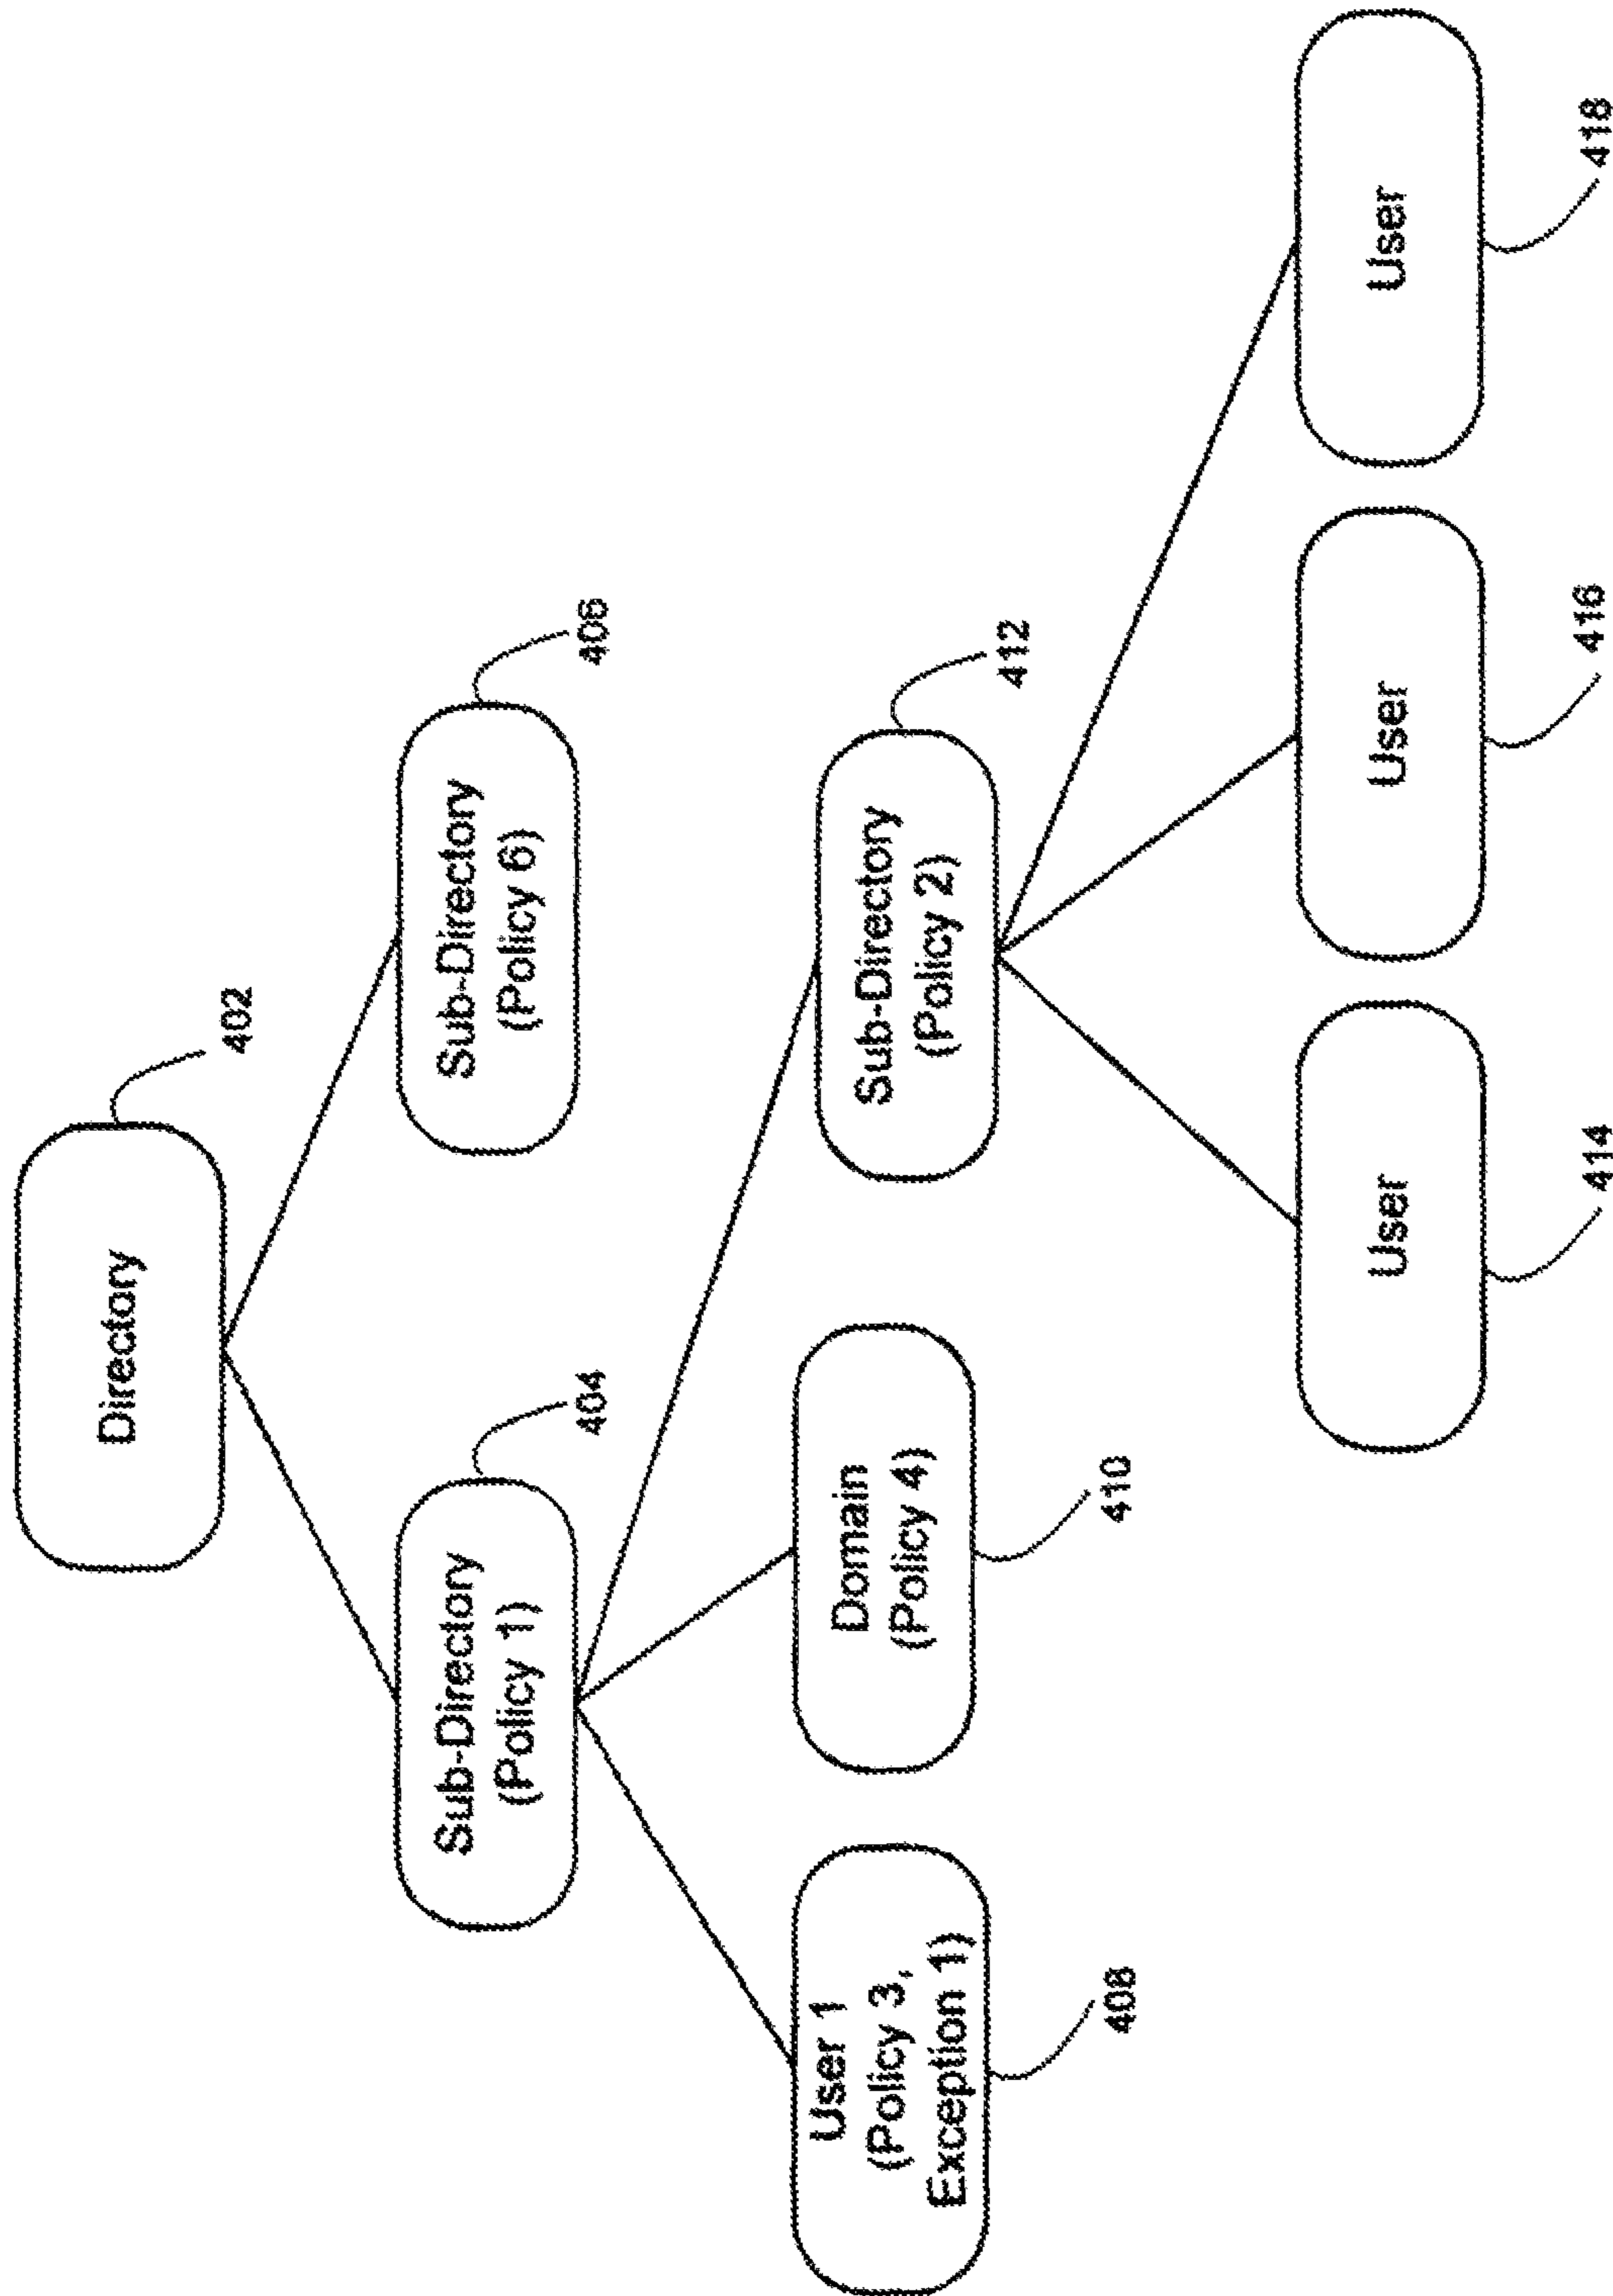 Directory
402
Sub-Directory
(Policy 1)
404
Sub-Directory
(Policy 6)
406
User 1
(Policy 3,
Exception 1)
408
Domain
(Policy 4)
410
Sub-Directory
(Policy 2)
412
User
414
User
416
User
418